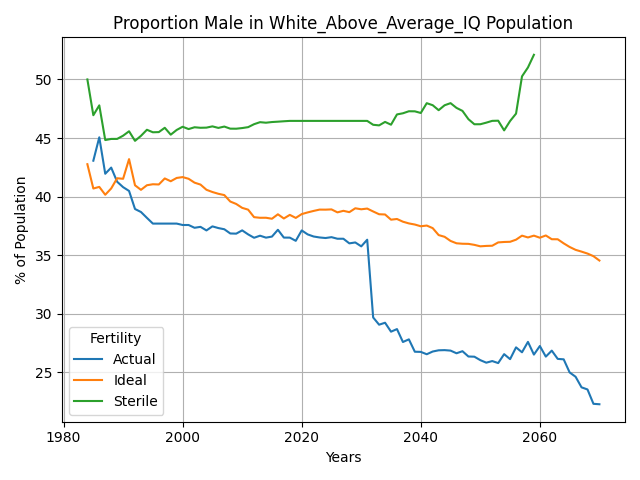 Proportion Male in White_Above_Average_IQ Population
% of Population
50
45
40
35
30
25
Fertility
Actual
Ideal
Sterile
1980
2000
2020
2040
2060
Years